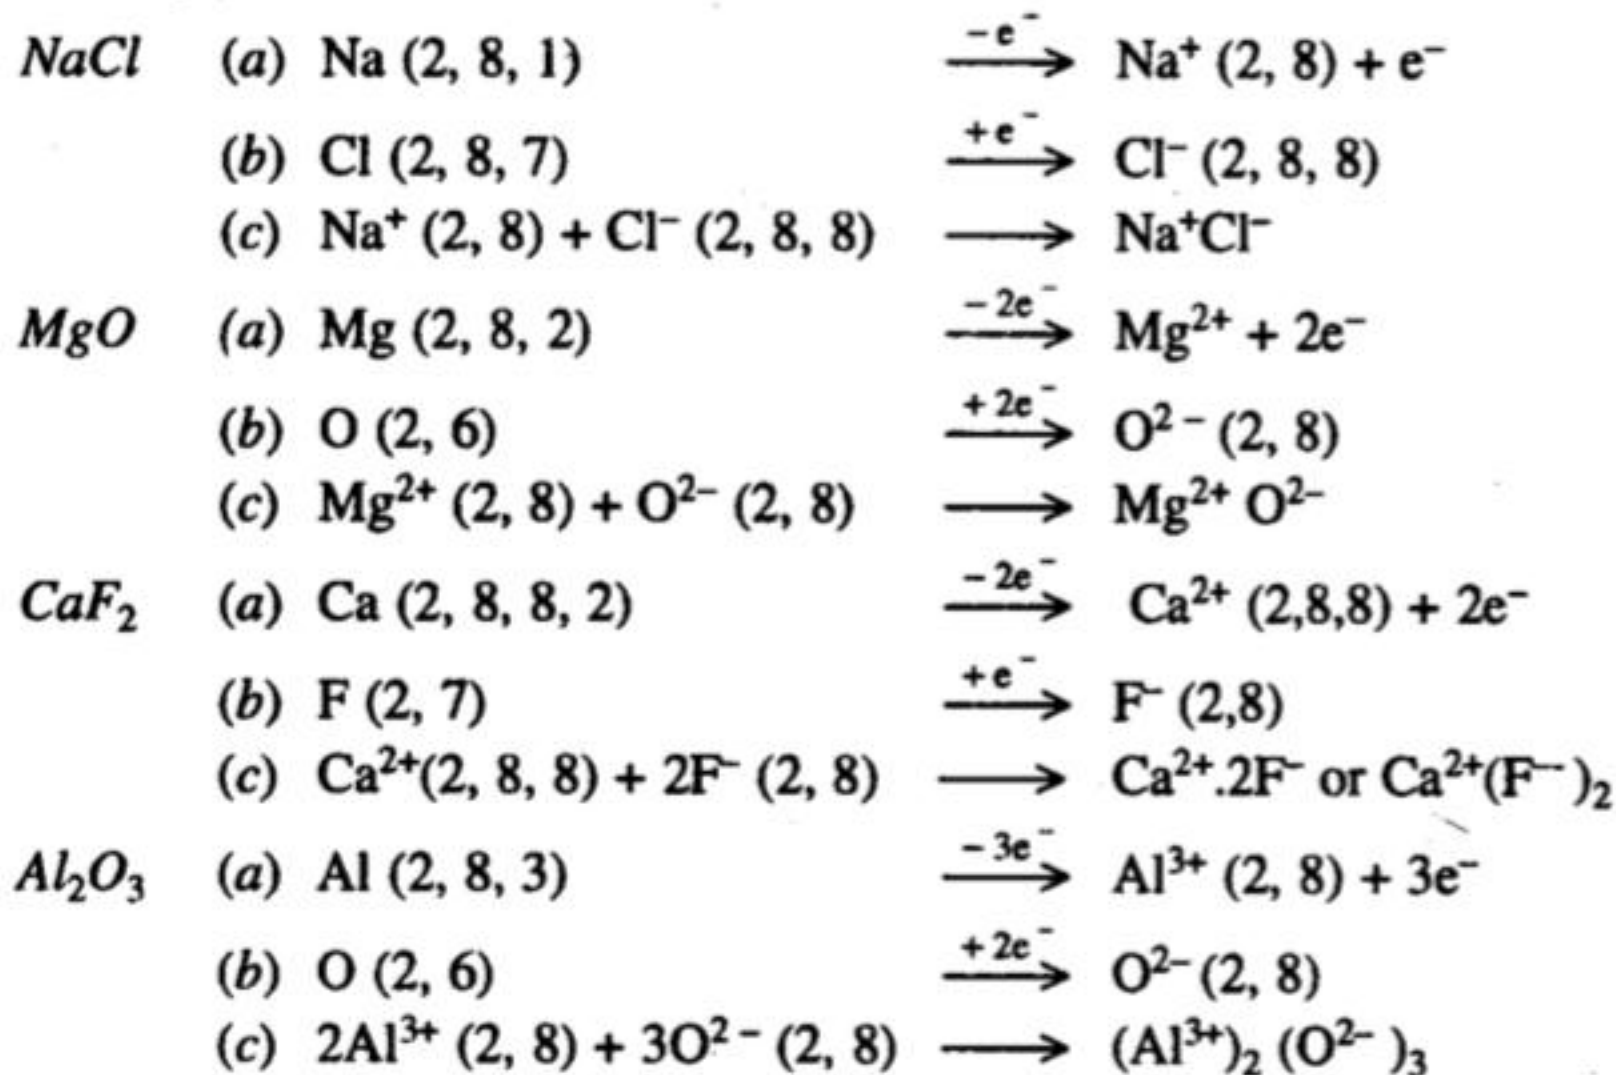 NaCl (a) Na (2, 8, 1) —−e⁻→ Na⁺ (2, 8) + e⁻
(b) Cl (2, 8, 7) —+e⁻→ Cl⁻ (2, 8, 8)
(c) Na⁺ (2, 8) + Cl⁻ (2, 8, 8) ⟶ Na⁺Cl⁻
MgO (a) Mg (2, 8, 2) —−2e⁻→ Mg²⁺ + 2e⁻
(b) O (2, 6) —+2e⁻→ O²⁻ (2, 8)
(c) Mg²⁺ (2, 8) + O²⁻ (2, 8) ⟶ Mg²⁺ O²⁻
CaF₂ (a) Ca (2, 8, 8, 2) —−2e⁻→ Ca²⁺ (2,8,8) + 2e⁻
(b) F (2, 7) —+e⁻→ F⁻ (2,8)
(c) Ca²⁺(2, 8, 8) + 2F⁻ (2, 8) ⟶ Ca²⁺.2F⁻ or Ca²⁺(F⁻)₂
Al₂O₃ (a) Al (2, 8, 3) —−3e⁻→ Al³⁺ (2, 8) + 3e⁻
(b) O (2, 6) —+2e⁻→ O²⁻ (2, 8)
(c) 2Al³⁺ (2, 8) + 3O²⁻ (2, 8) ⟶ (Al³⁺)₂ (O²⁻ )₃